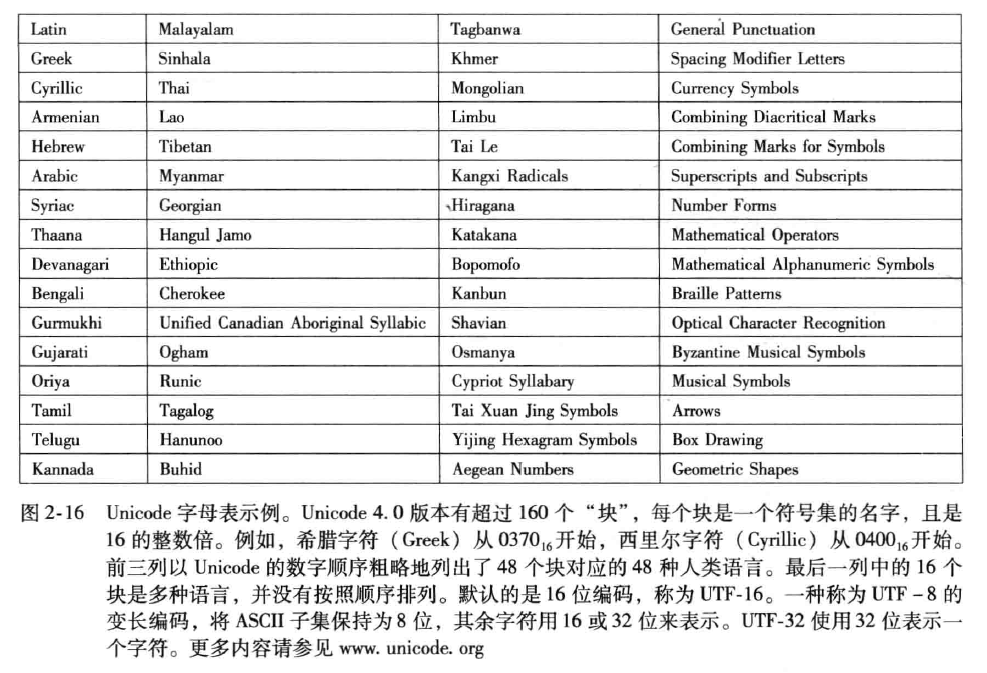 Latin Malayalam Tagbanwa General Punctuation
Greek Sinhala Khmer Spacing Modifier Letters
Cyrillic Thai Mongolian Currency Symbols
Armenian Lao Limbu Combining Diacritical Marks
Hebrew Tibetan Tai Le Combining Marks for Symbols
Arabic Myanmar Kangxi Radicals Superscripts and Subscripts
Syriac Georgian Hiragana Number Forms
Thaana Hangul Jamo Katakana Mathematical Operators
Devanagari Ethiopic Bopomofo Mathematical Alphanumeric Symbols
Bengali Cherokee Kanbun Braille Patterns
Gurmukhi Unified Canadian Aboriginal Syllabic Shavian Optical Character Recognition
Gujarati Ogham Osmanya Byzantine Musical Symbols
Oriya Runic Cypriot Syllabary Musical Symbols
Tamil Tagalog Tai Xuan Jing Symbols Arrows
Telugu Hanunoo Yijing Hexagram Symbols Box Drawing
Kannada Buhid Aegean Numbers Geometric Shapes
图 2-16 Unicode 字母表示例。Unicode 4.0 版本有超过 160 个“块”，每个块是一个符号集的名字，且是
16 的整数倍。例如，希腊字符（Greek）从 0370₁₆开始，西里尔字符（Cyrillic）从 0400₁₆开始。
前三列以 Unicode 的数字顺序粗略地列出了 48 个块对应的 48 种人类语言。最后一列中的 16 个
块是多种语言，并没有按照顺序排列。默认的是 16 位编码，称为 UTF-16。一种称为 UTF-8 的
变长编码，将 ASCII 子集保持为 8 位，其余字符用 16 或 32 位来表示。UTF-32 使用 32 位表示一
个字符。更多内容请参见 www.unicode.org